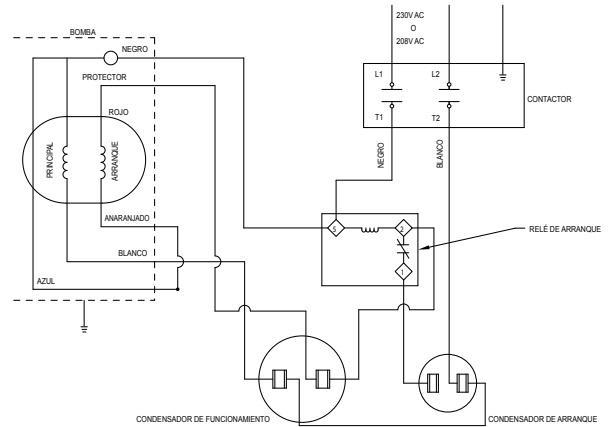 230V AC
O
208V AC
BOMBA
NEGRO
PROTECTOR
L1
L2
CONTACTOR
T1
T2
ROJO
PRINCIPAL
ARRANQUE
NEGRO
BLANCO
ANARANJADO
S
2
RELÉ DE ARRANQUE
BLANCO
1
AZUL
CONDENSADOR DE FUNCIONAMIENTO
CONDENSADOR DE ARRANQUE